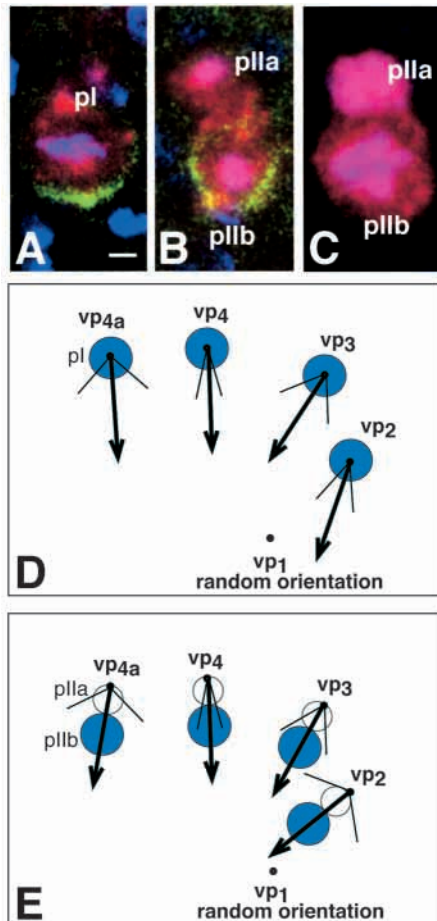 pI
A
pIIa
pIIb
B
pIIa
pIIb
C
vp4a
vp4
vp3
pI
vp2
vp1
random orientation
D
vp4a
vp4
pIIa
vp3
pIIb
vp2
vp1
random orientation
E